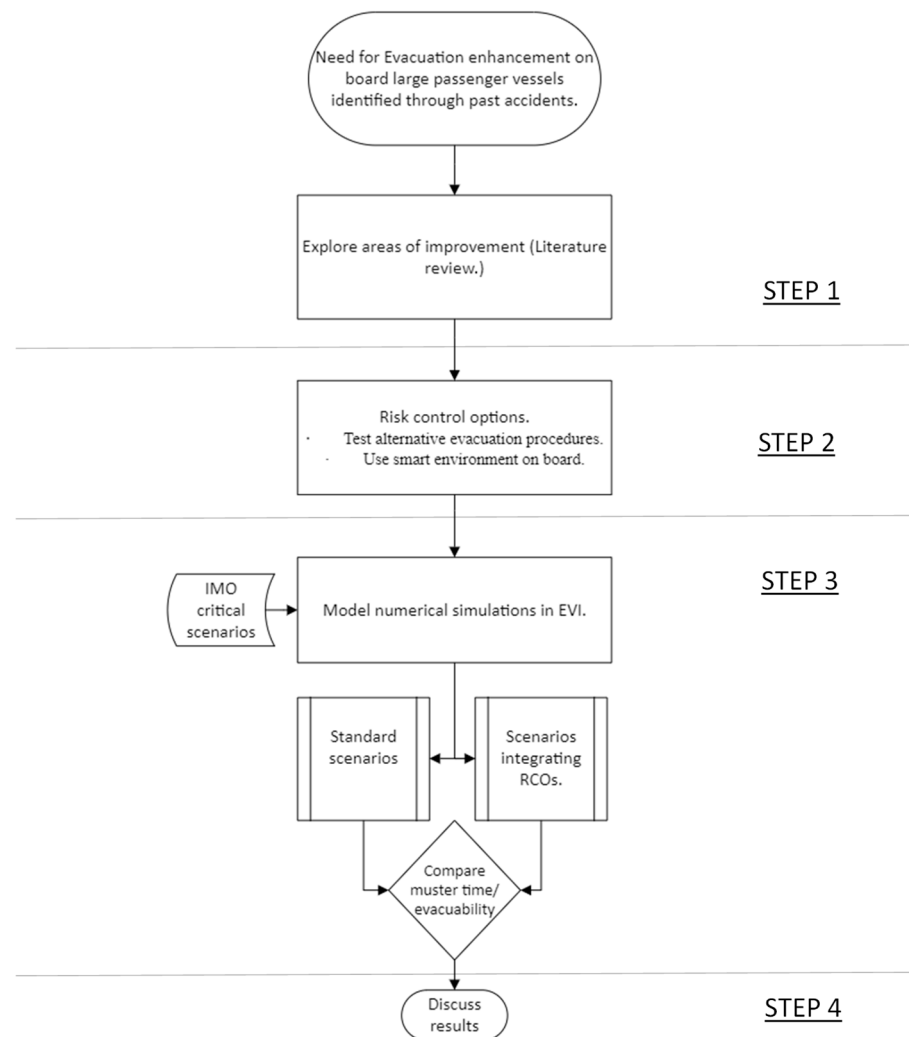 Need for Evacuation enhancement on
board large passenger vessels
identified through past accidents.
Explore areas of improvement (Literature
review.)
STEP 1
Risk control options.
· Test alternative evacuation procedures.
· Use smart environment on board.
STEP 2
STEP 3
IMO
critical
scenarios
Model numerical simulations in EVI.
Standard
scenarios
Scenarios
integrating
RCOs.
Compare
muster time/
evacuability
Discuss
results
STEP 4